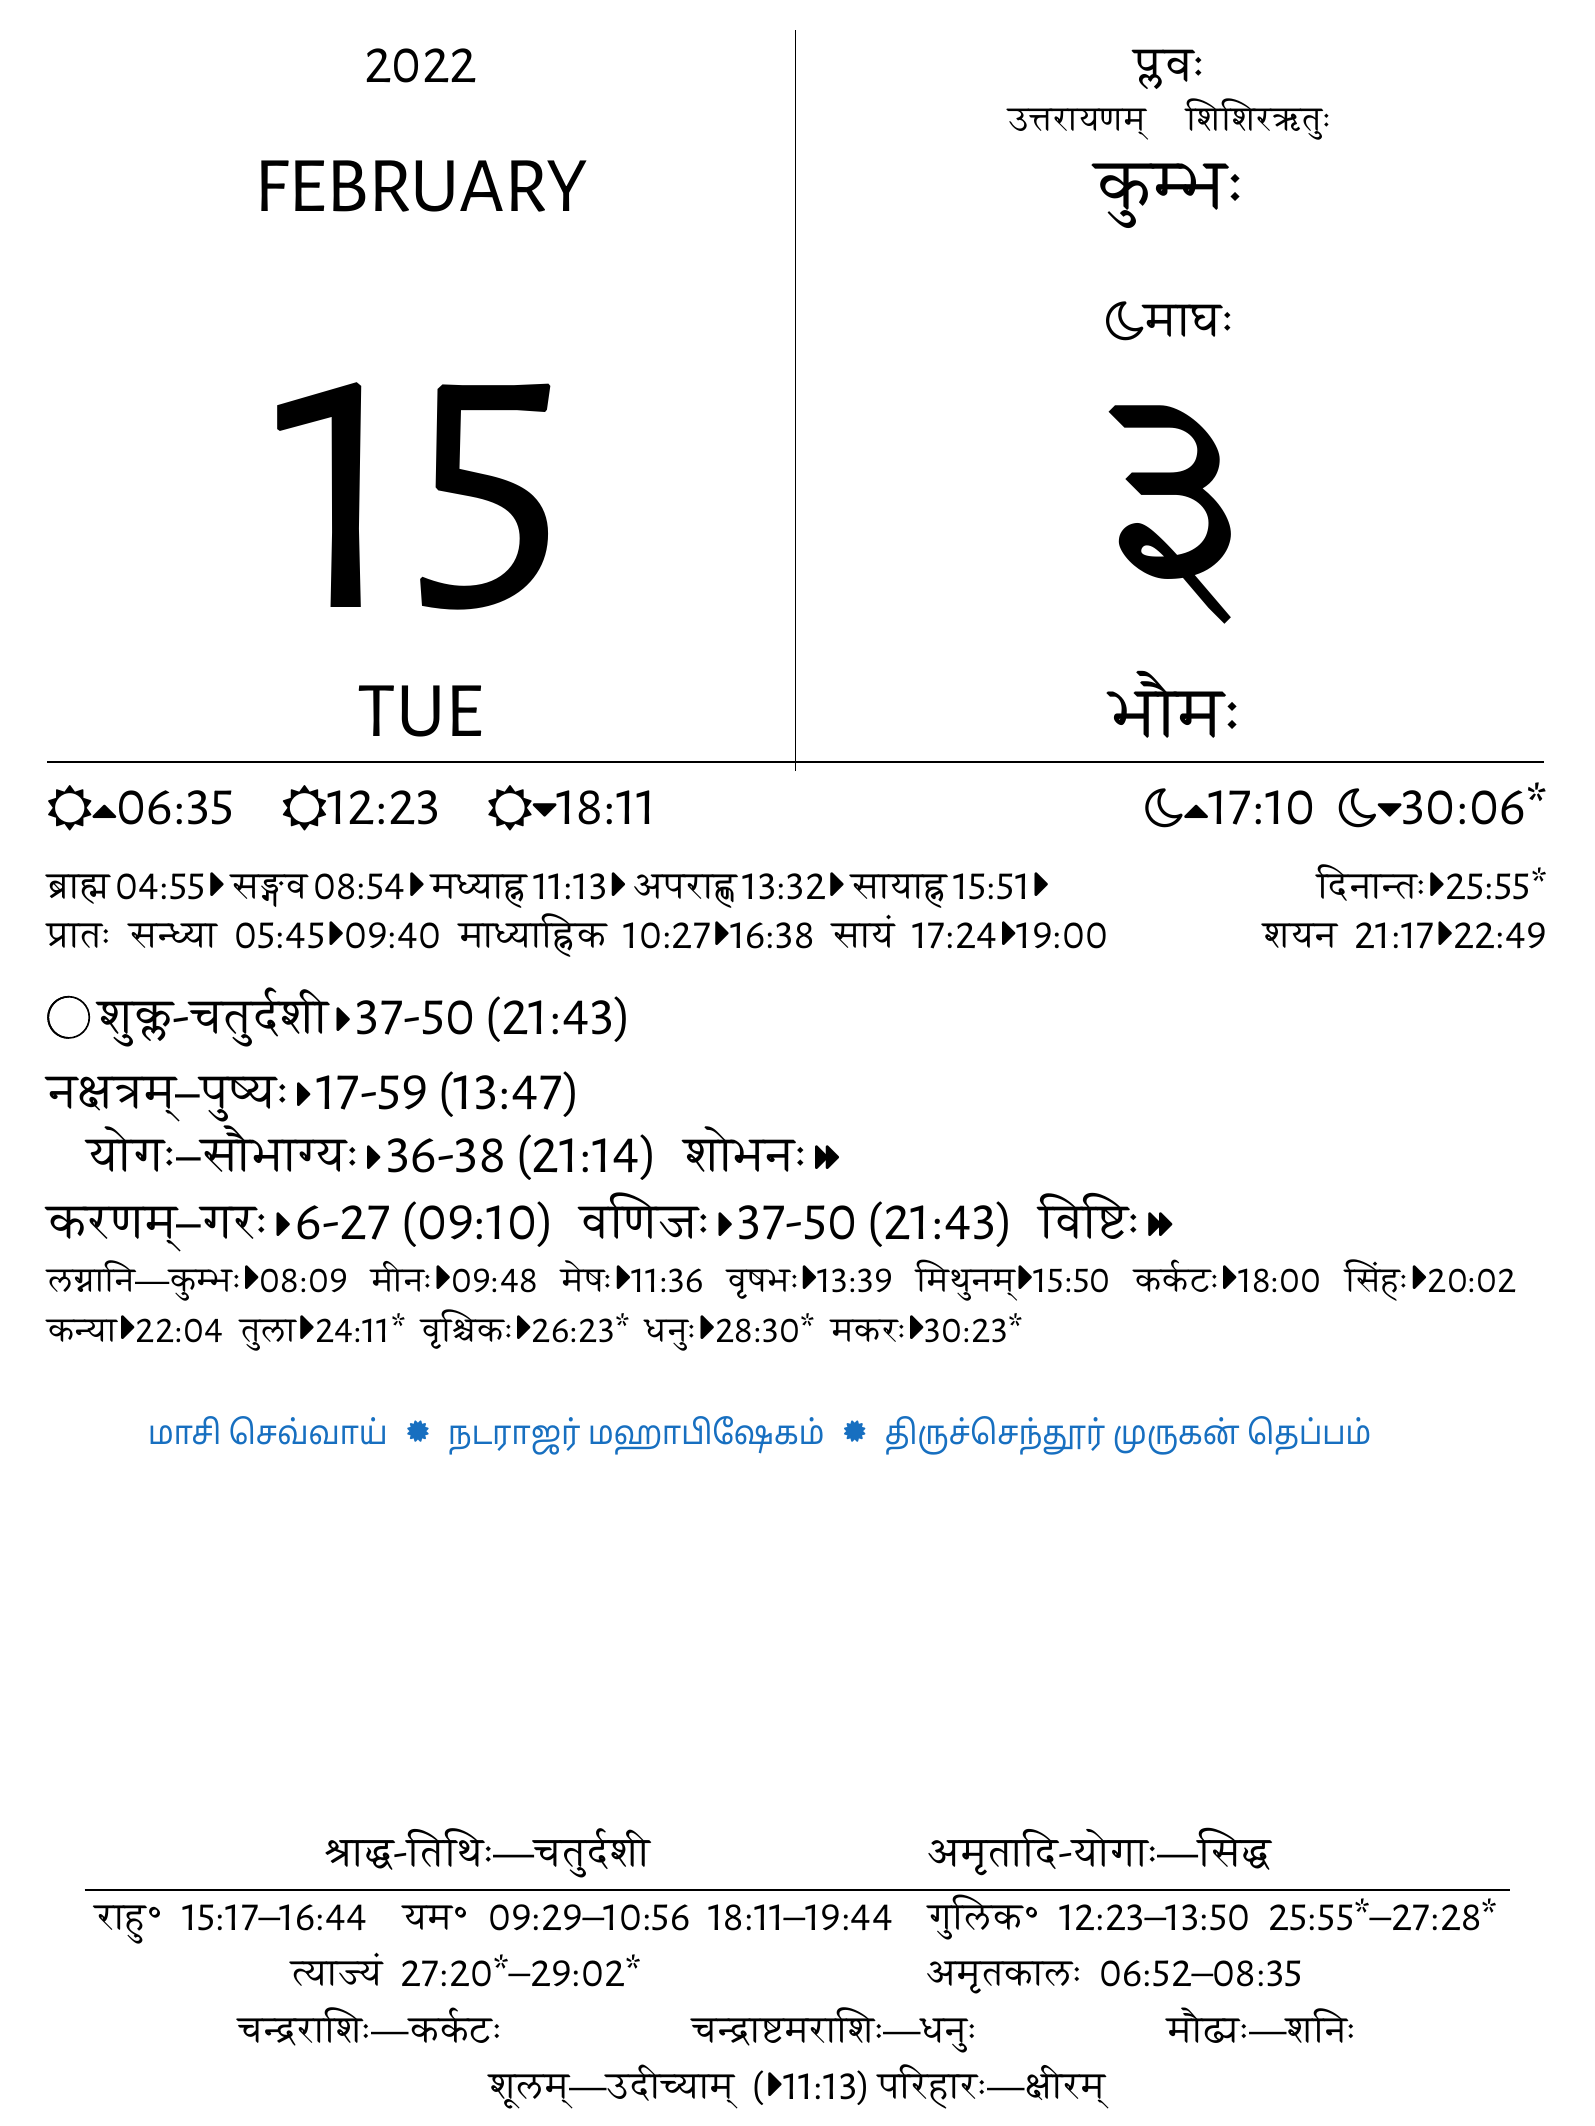 2022
FEBRUARY
15
TUE
प्लवः
उत्तरायणम् शिशिरऋतुः
कुम्भः
माघः
३
भौमः
06:35 12:23 18:11 17:10 30:06*
ब्राह्म 04:55 सङ्गव 08:54 मध्याह्न 11:13 अपराह्ण 13:32 सायाह्न 15:51 दिनान्तः 25:55*
प्रातः सन्ध्या 05:45 09:40 माध्याह्निक 10:27 16:38 सायं 17:24 19:00 शयन 21:17 22:49
शुक्ल-चतुर्दशी 37-50 (21:43)
नक्षत्रम्–पुष्यः 17-59 (13:47)
योगः–सौभाग्यः 36-38 (21:14) शोभनः
करणम्–गरः 6-27 (09:10) वणिजः 37-50 (21:43) विष्टिः
लग्नानि—कुम्भः 08:09 मीनः 09:48 मेषः 11:36 वृषभः 13:39 मिथुनम् 15:50 कर्कटः 18:00 सिंहः 20:02
कन्या 22:04 तुला 24:11* वृश्चिकः 26:23* धनुः 28:30* मकरः 30:23*
மாசி செவ்வாய் நடராஜர் மஹாபிஷேகம் திருச்செந்தூர் முருகன் தெப்பம்
श्राद्ध-तिथिः—चतुर्दशी अमृतादि-योगाः—सिद्ध
राहु॰ 15:17–16:44 यम॰ 09:29–10:56 18:11–19:44 गुलिक॰ 12:23–13:50 25:55*–27:28*
त्याज्यं 27:20*–29:02* अमृतकालः 06:52–08:35
चन्द्रराशिः—कर्कटः चन्द्राष्टमराशिः—धनुः मौढ्यः—शनिः
शूलम्—उदीच्याम् (11:13) परिहारः—क्षीरम्